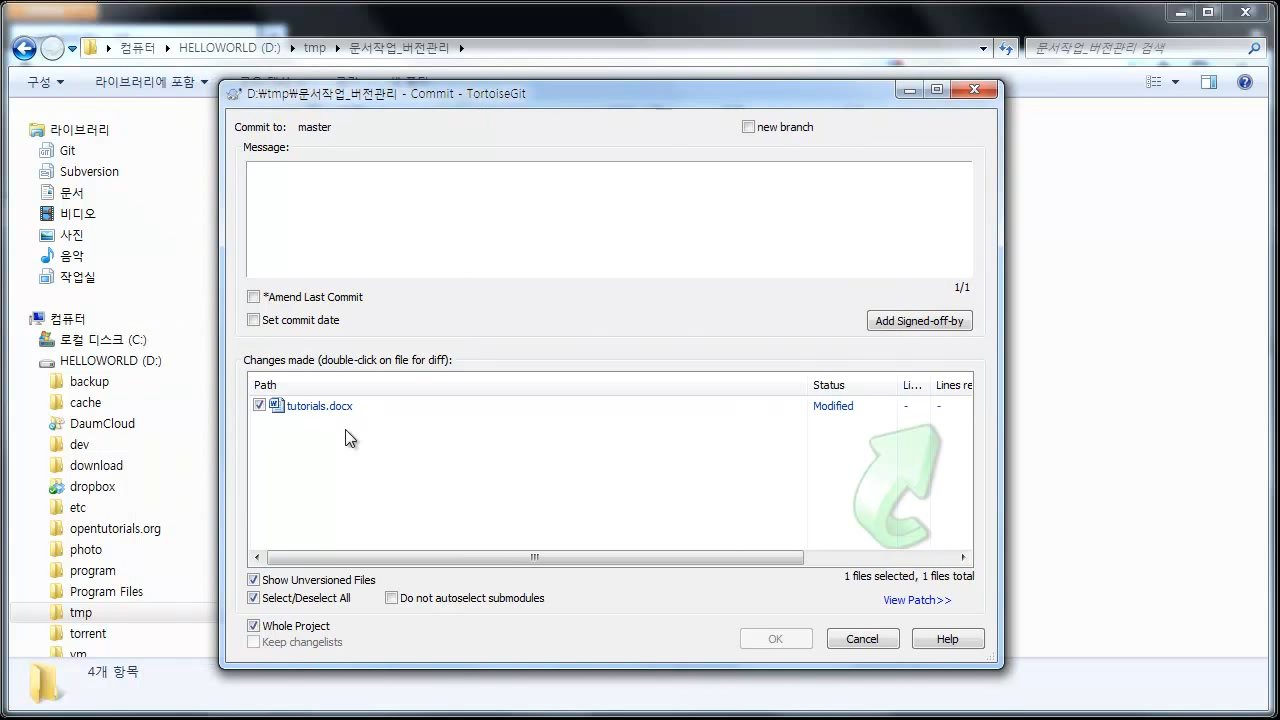 컴퓨터 HELLOWORLD (D:) tmp 문서작업_버전관리
문서작업_버전관리 검색
구성 라이브러리에 포함
D:₩tmp₩문서작업_버전관리 - Commit - TortoiseGit
Commit to: master
new branch
Message:
1/1
*Amend Last Commit
Set commit date
Add Signed-off-by
Changes made (double-click on file for diff):
Path Status Li... Lines re
tutorials.docx Modified - -
1 files selected, 1 files total
Show Unversioned Files
Select/Deselect All
Do not autoselect submodules
View Patch>>
Whole Project
Keep changelists
OK Cancel Help
라이브러리
Git
Subversion
문서
비디오
사진
음악
작업실
컴퓨터
로컬 디스크 (C:)
HELLOWORLD (D:)
backup
cache
DaumCloud
dev
download
dropbox
etc
opentutorials.org
photo
program
Program Files
tmp
torrent
vm
4개 항목